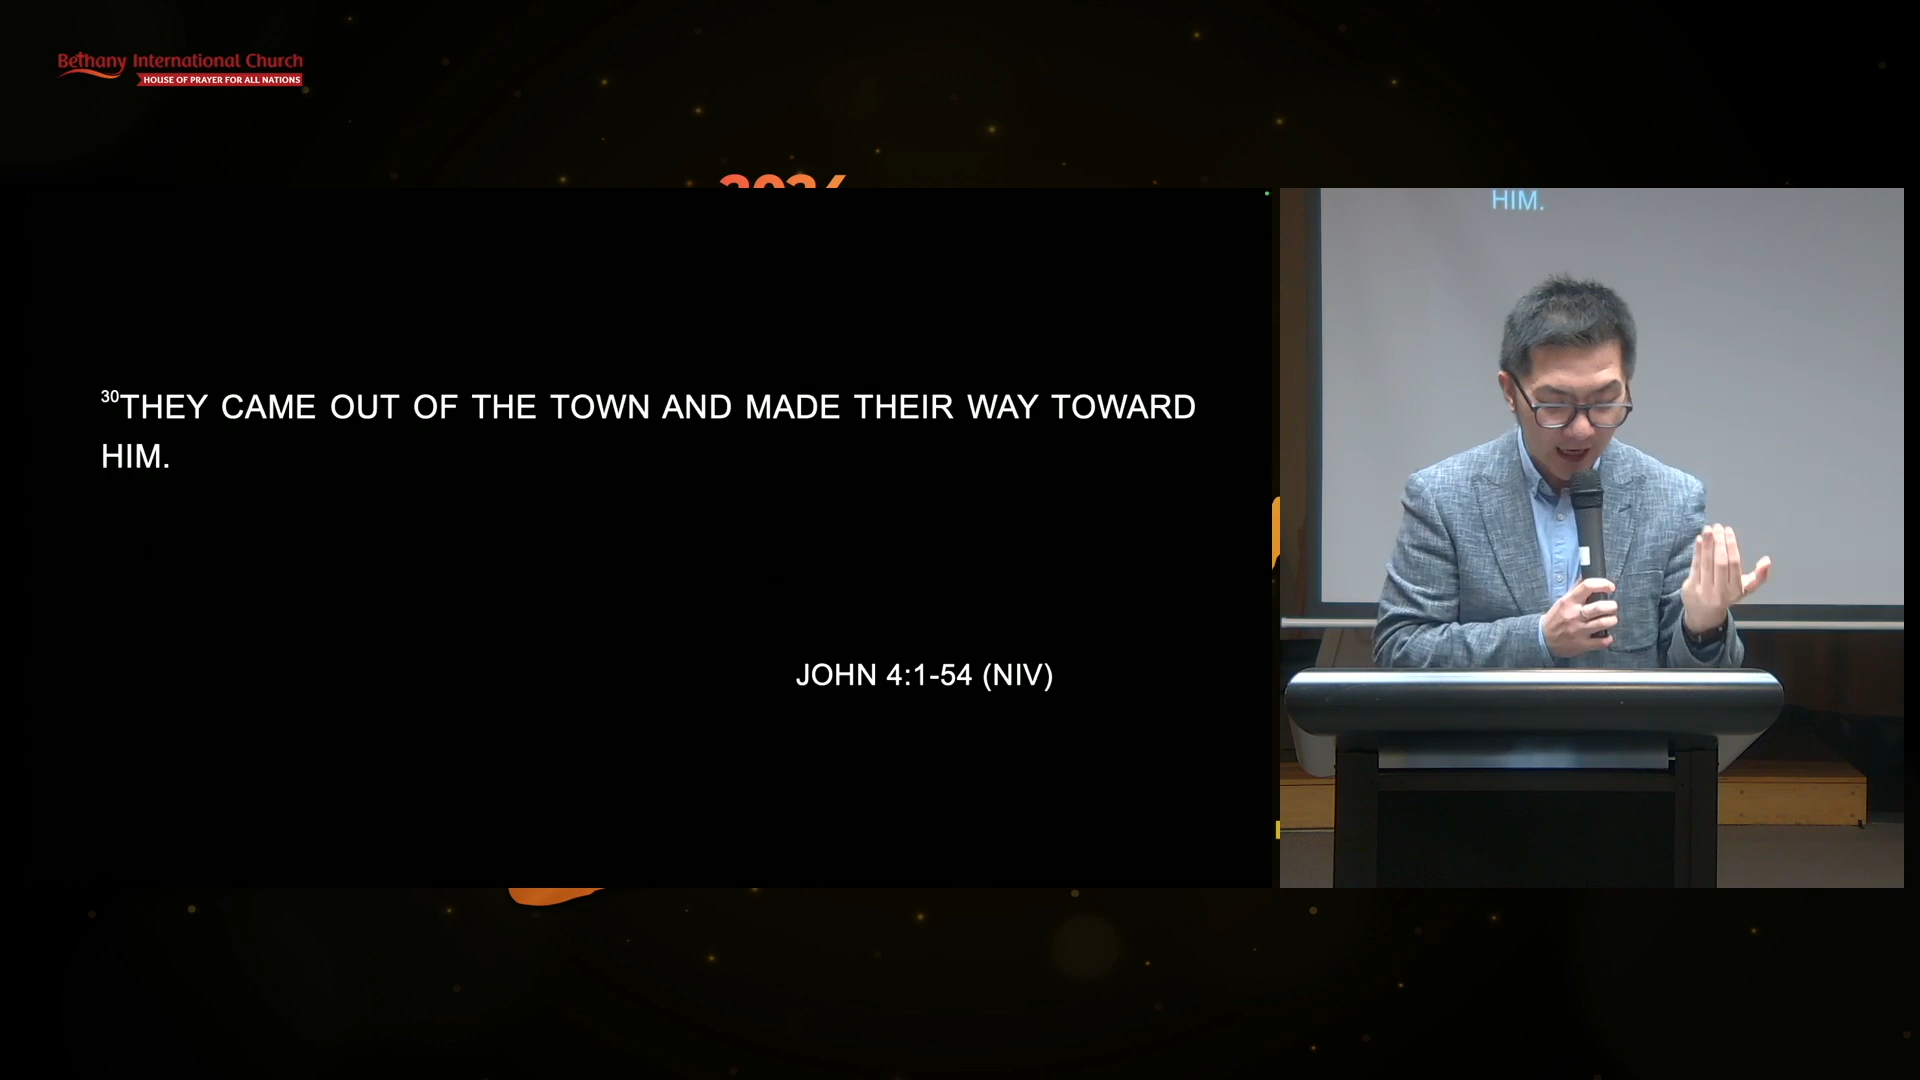 Bethany International Church
HOUSE OF PRAYER FOR ALL NATIONS
30THEY CAME OUT OF THE TOWN AND MADE THEIR WAY TOWARD
HIM.
JOHN 4:1-54 (NIV)
HIM.